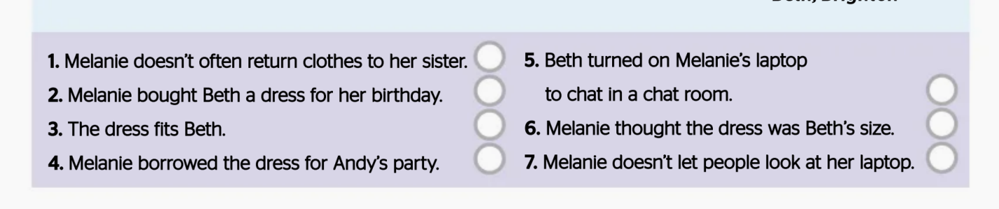 1. Melanie doesn't often return clothes to her sister.
2. Melanie bought Beth a dress for her birthday.
3. The dress fits Beth.
4. Melanie borrowed the dress for Andy's party.
5. Beth turned on Melanie's laptop
to chat in a chat room.
6. Melanie thought the dress was Beth's size.
7. Melanie doesn't let people look at her laptop.